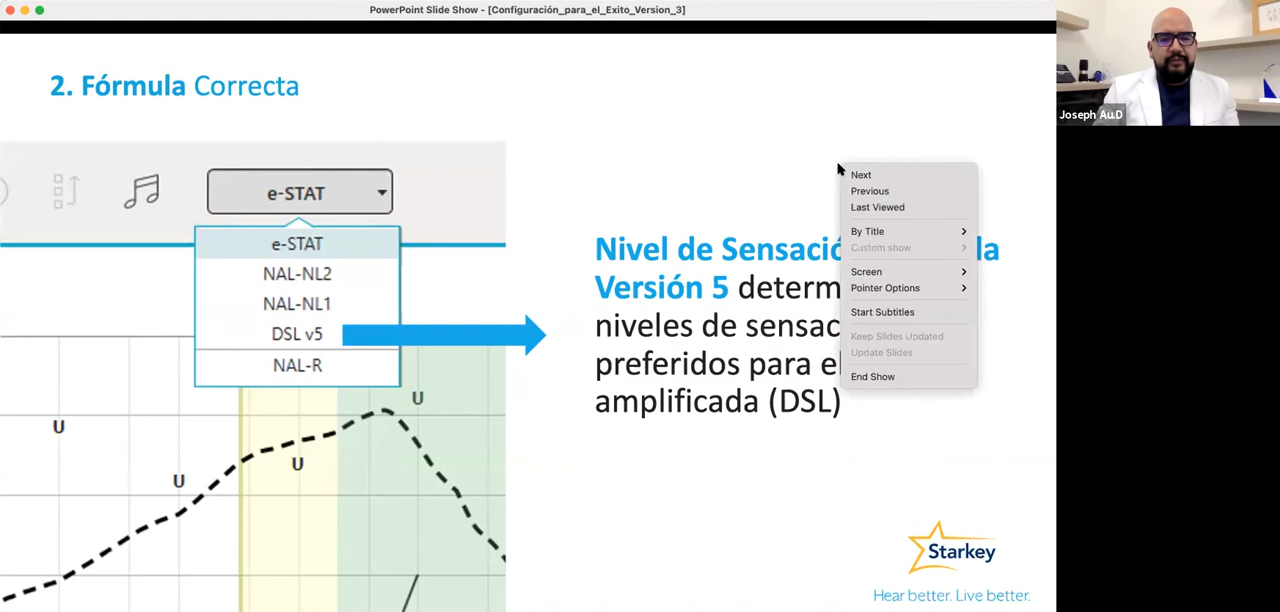 PowerPoint Slide Show - [Configuración_para_el_Exito_Version_3]
Joseph Au.D
2. Fórmula Correcta
e-STAT
e-STAT
NAL-NL2
NAL-NL1
DSL v5
NAL-R
U
U
U
U
Nivel de Sensació la
Versión 5 determ
niveles de sensac
preferidos para el
amplificada (DSL)
Next
Previous
Last Viewed
By Title
Custom show
Screen
Pointer Options
Start Subtitles
Keep Slides Updated
Update Slides
End Show
Starkey
Hear better. Live better.